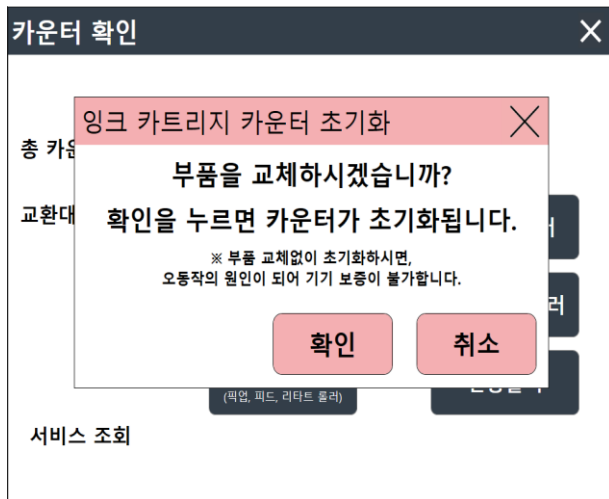 카운터 확인
잉크 카트리지 카운터 초기화
총
부품을 교체하시겠습니까?
교환대
확인을 누르면 카운터가 초기화됩니다.
※ 부품 교체없이 초기화하시면,
오동작의 원인이 되어 기기 보증이 불가합니다.
러
확인
취소
(픽업, 피드, 리타트 롤러)
서비스 조회